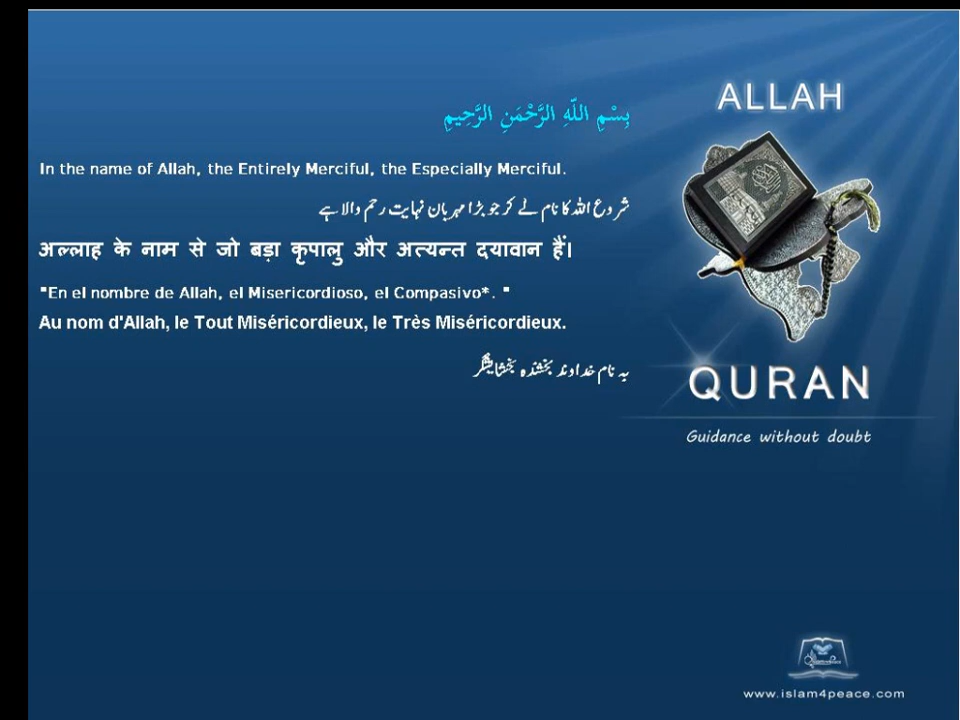 بِسْمِ اللَّهِ الرَّحْمَنِ الرَّحِيمِ
In the name of Allah, the Entirely Merciful, the Especially Merciful.
شروع الله کا نام لے کر جو بڑا مہربان نہایت رحم والا ہے
अल्लाह के नाम से जो बड़ा कृपालु और अत्यन्त दयावान हैं।
"En el nombre de Allah, el Misericordioso, el Compasivo*. "
Au nom d'Allah, le Tout Miséricordieux, le Très Miséricordieux.
به نام خداوند بخشنده بخشایشگر
ALLAH
QURAN
Guidance without doubt
www.islam4peace.com